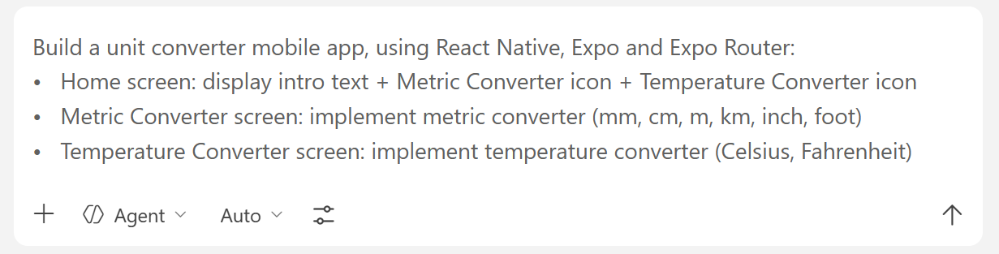 Build a unit converter mobile app, using React Native, Expo and Expo Router:
• Home screen: display intro text + Metric Converter icon + Temperature Converter icon
• Metric Converter screen: implement metric converter (mm, cm, m, km, inch, foot)
• Temperature Converter screen: implement temperature converter (Celsius, Fahrenheit)
Agent Auto